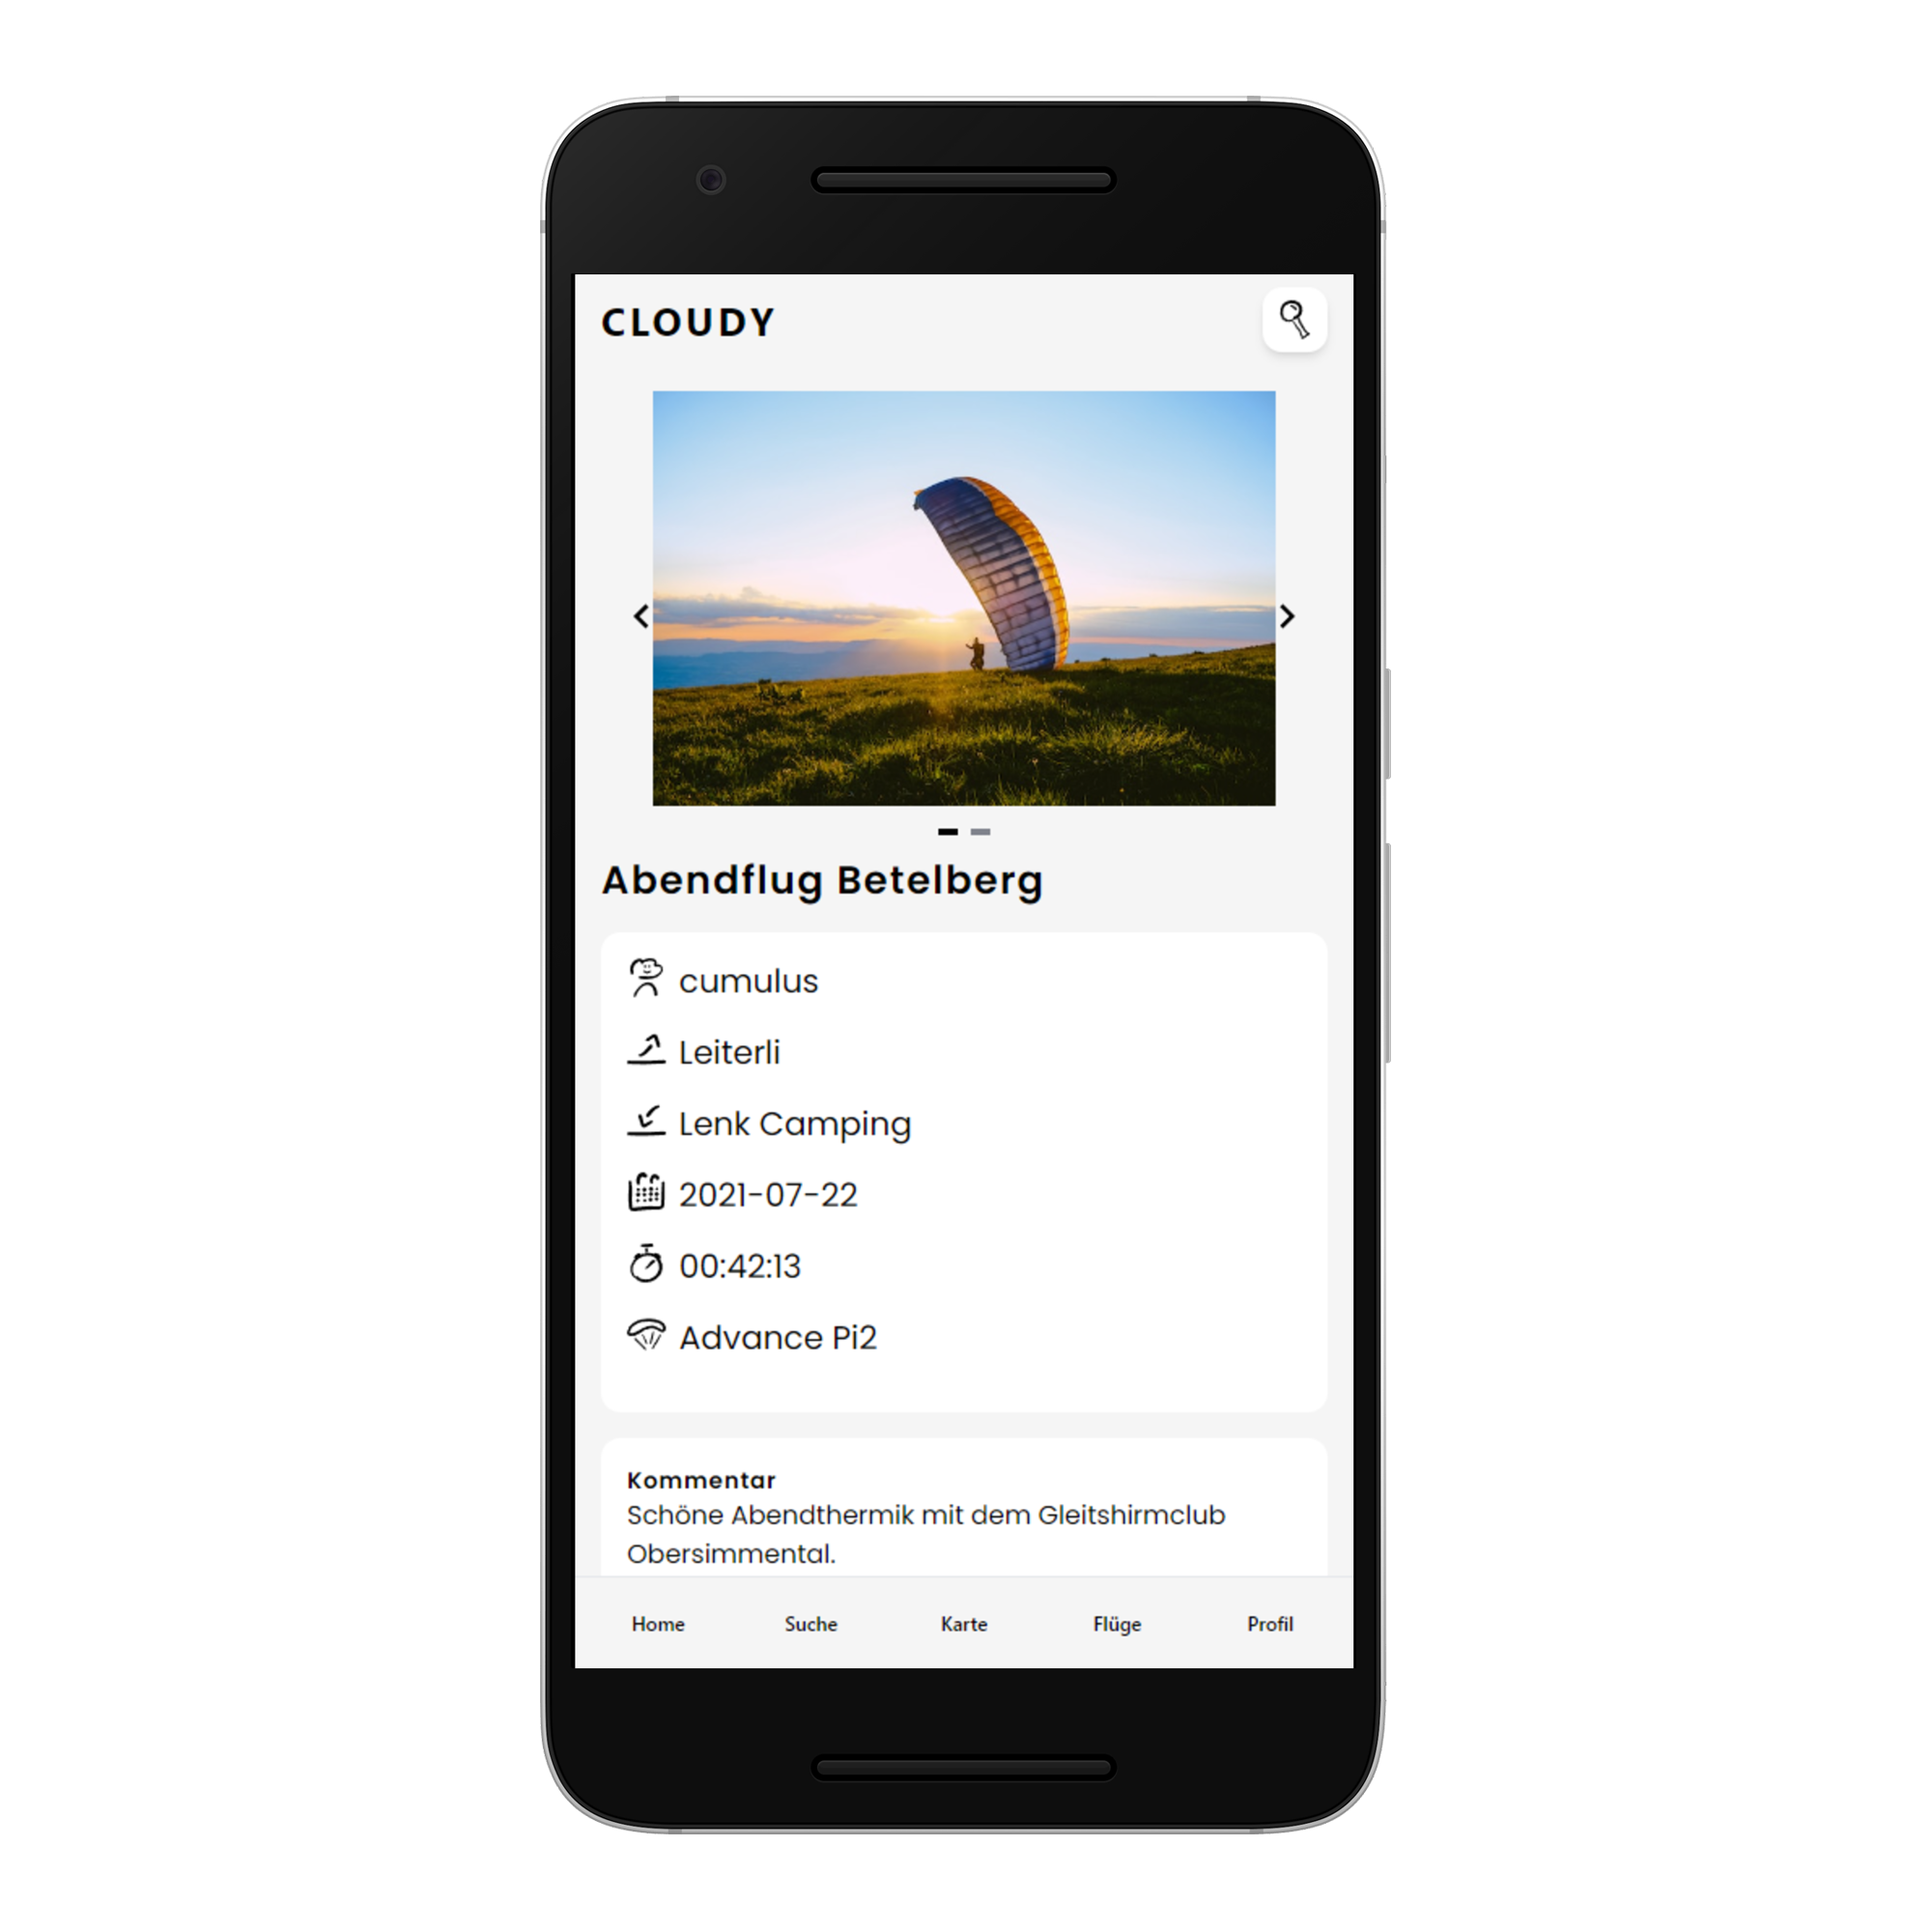 CLOUDY
Abendflug Betelberg
cumulus
Leiterli
Lenk Camping
2021-07-22
00:42:13
Advance Pi2
Kommentar
Schöne Abendthermik mit dem Gleitshirmclub
Obersimmental.
Home Suche Karte Flüge Profil